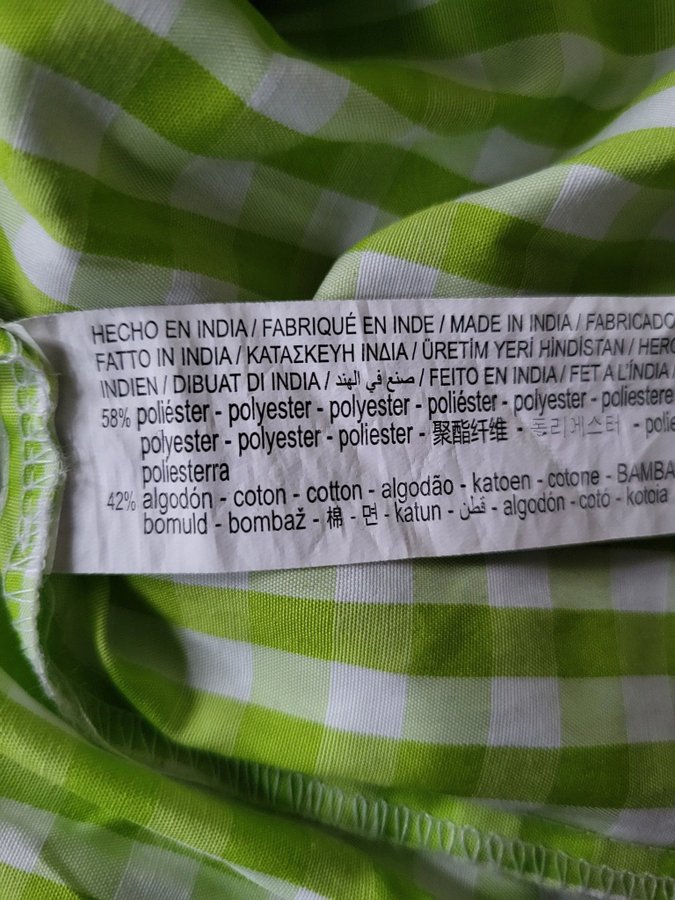 HECHO EN INDIA / FABRIQUÉ EN INDE / MADE IN INDIA / FABRICADO
FATTO IN INDIA / ΚΑΤΑΣΚΕΥΗ ΙΝΔΙΑ / ÜRETİM YERİ HİNDİSTAN /
INDIEN / DIBUAT DI INDIA / صنع في الهند / FEITO EN INDIA / FET A L'ÍNDIA /
58% poliéster - polyester - polyester - poliéster - polyester - poliestere
polyester - polyester - poliester - 聚酯纤维 - 폴리에스터 -
poliesterra
42% algodón - coton - cotton - algodão - katoen - cotone -
bomuld - bombaž - 棉 - 면 - katun - قطن - algodón - cotó - kotoia